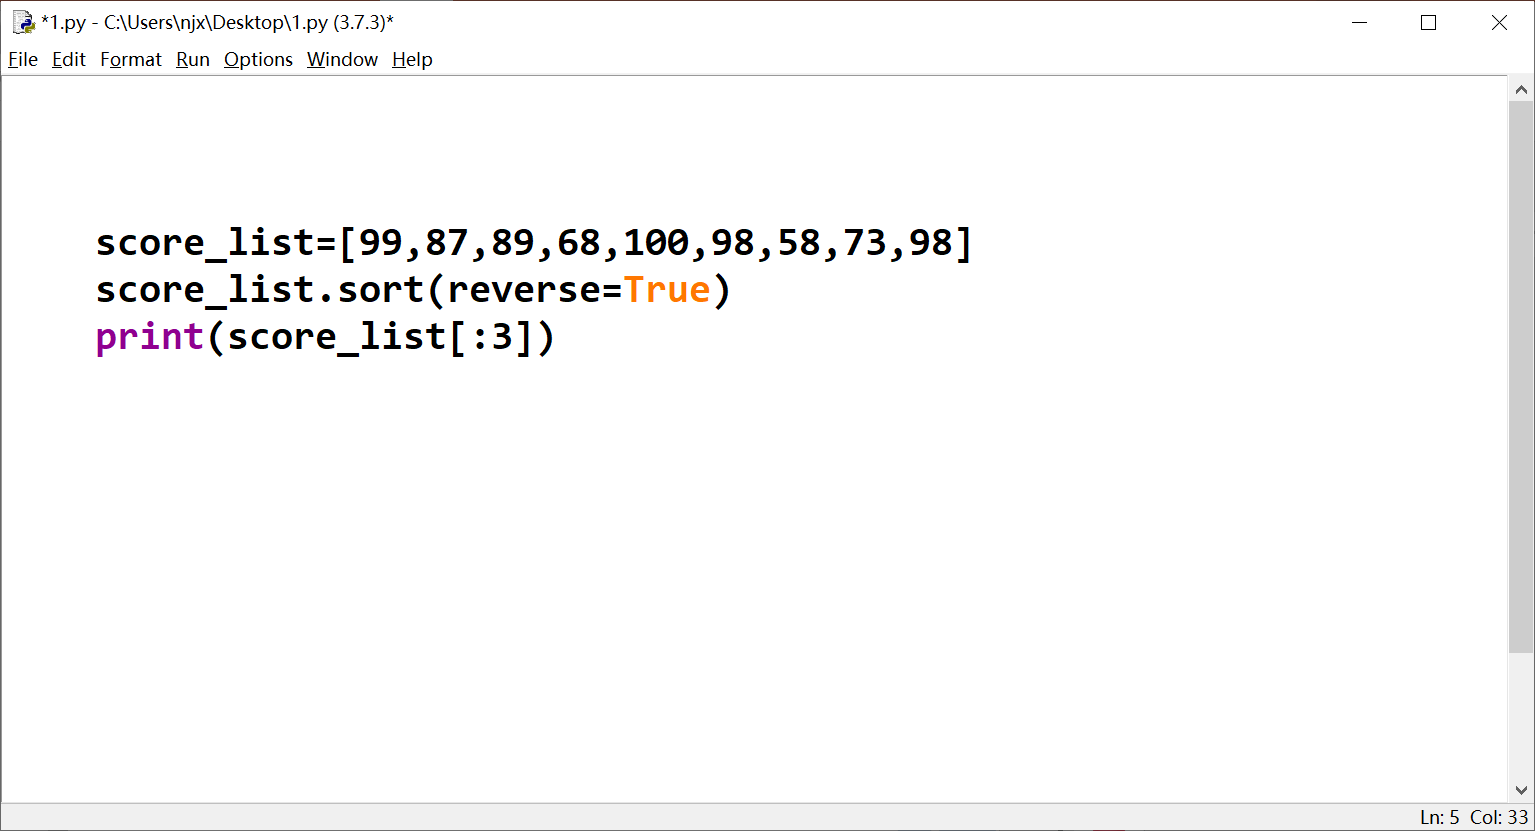 *1.py - C:\Users\njx\Desktop\1.py (3.7.3)*
File Edit Format Run Options Window Help
score_list=[99,87,89,68,100,98,58,73,98]
score_list.sort(reverse=True)
print(score_list[:3])
Ln: 5 Col: 33